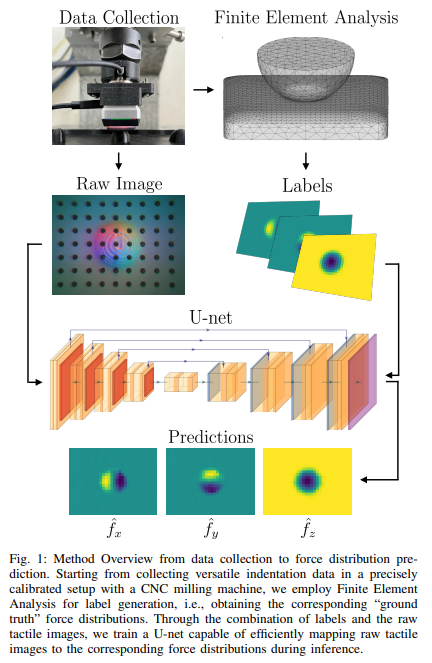 Data Collection
Finite Element Analysis
Raw Image
Labels
U-net
Predictions
f̂ₓ
f̂ᵧ
f̂_z
Fig. 1: Method Overview from data collection to force distribution pre-
diction. Starting from collecting versatile indentation data in a precisely
calibrated setup with a CNC milling machine, we employ Finite Element
Analysis for label generation, i.e., obtaining the corresponding “ground
truth” force distributions. Through the combination of labels and the raw
tactile images, we train a U-net capable of efficiently mapping raw tactile
images to the corresponding force distributions during inference.